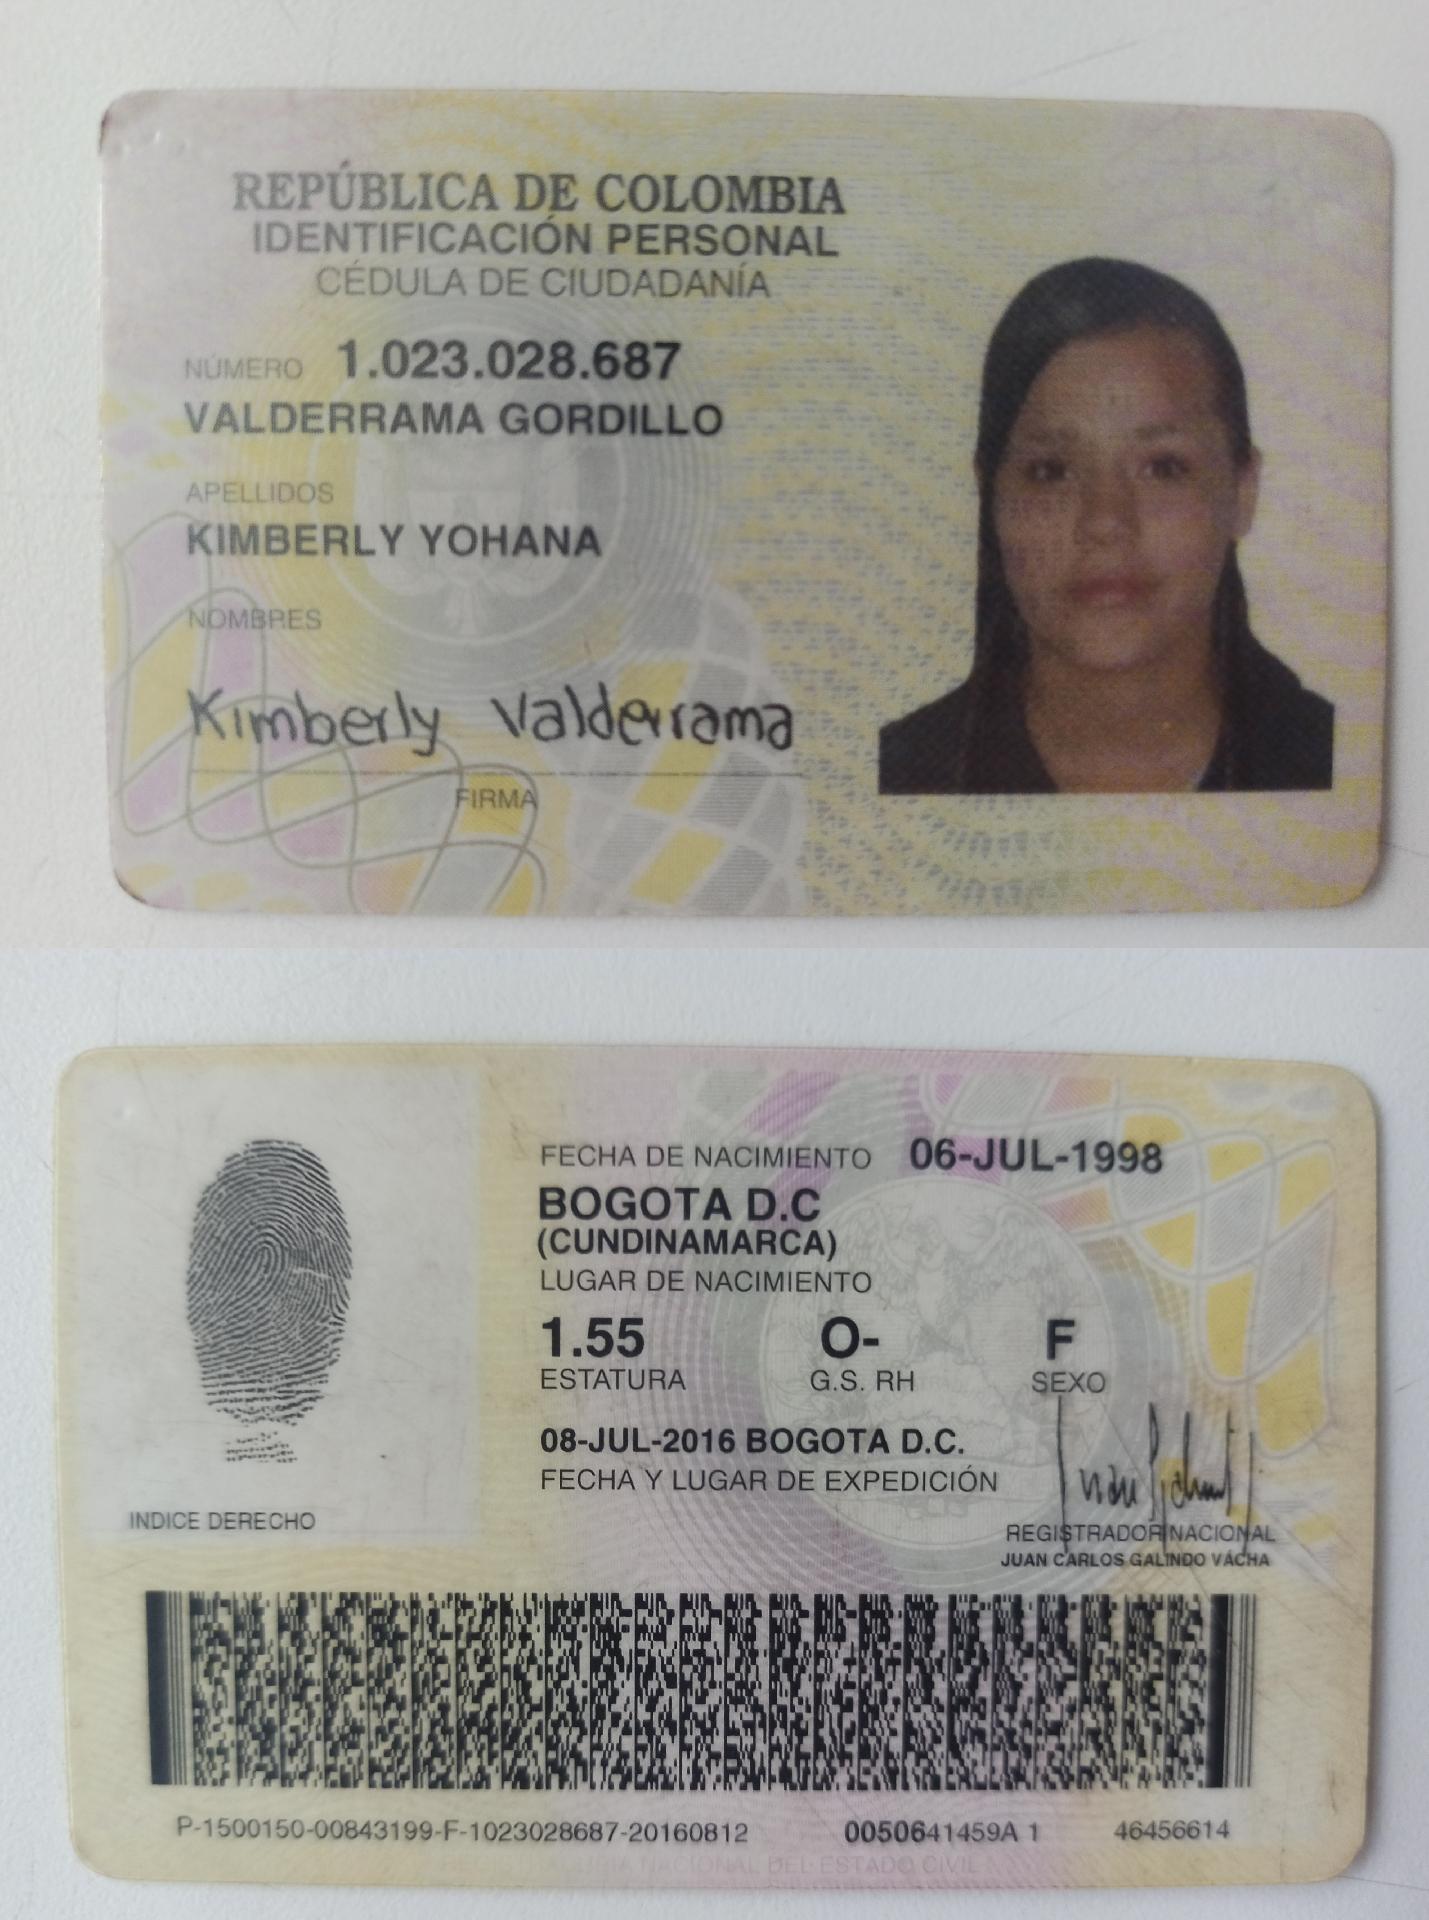 REPÚBLICA DE COLOMBIA
IDENTIFICACIÓN PERSONAL
CÉDULA DE CIUDADANÍA
NÚMERO 1.023.028.687
VALDERRAMA GORDILLO
APELLIDOS
KIMBERLY YOHANA
NOMBRES
Kimberly Valderrama
FIRMA
FECHA DE NACIMIENTO 06-JUL-1998
BOGOTA D.C
(CUNDINAMARCA)
LUGAR DE NACIMIENTO
1.55 O- F
ESTATURA G.S. RH SEXO
08-JUL-2016 BOGOTA D.C.
FECHA Y LUGAR DE EXPEDICIÓN
INDICE DERECHO
REGISTRADOR NACIONAL
JUAN CARLOS GALINDO VÁCHA
P-1500150-00843199-F-1023028687-20160812 0050641459A 1 46456614
NACIONAL DEL ESTADO CIVIL